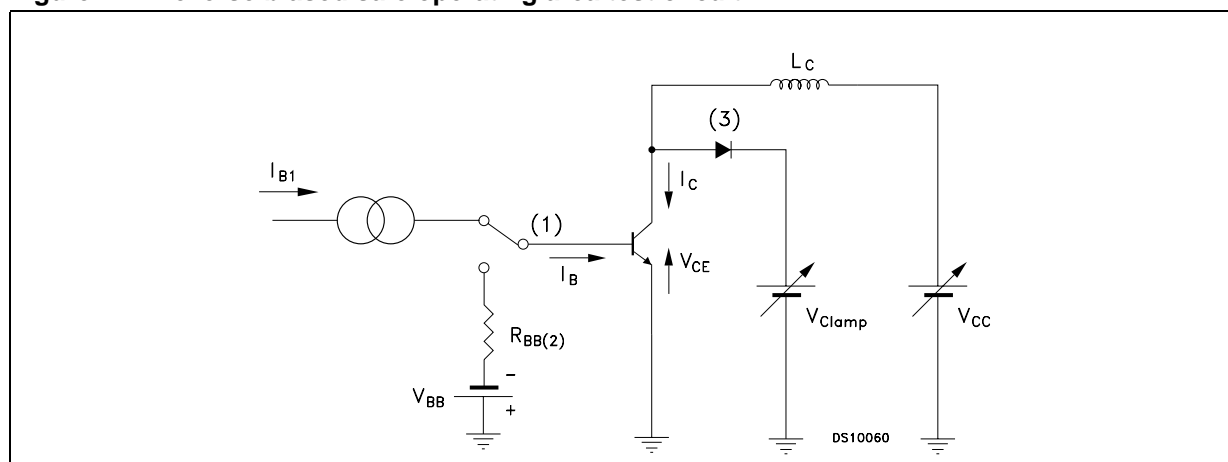 L_C
(3)
I_B1
I_C
(1)
I_B
V_CE
V_Clamp
V_CC
R_BB(2)
-
V_BB
+
DS10060